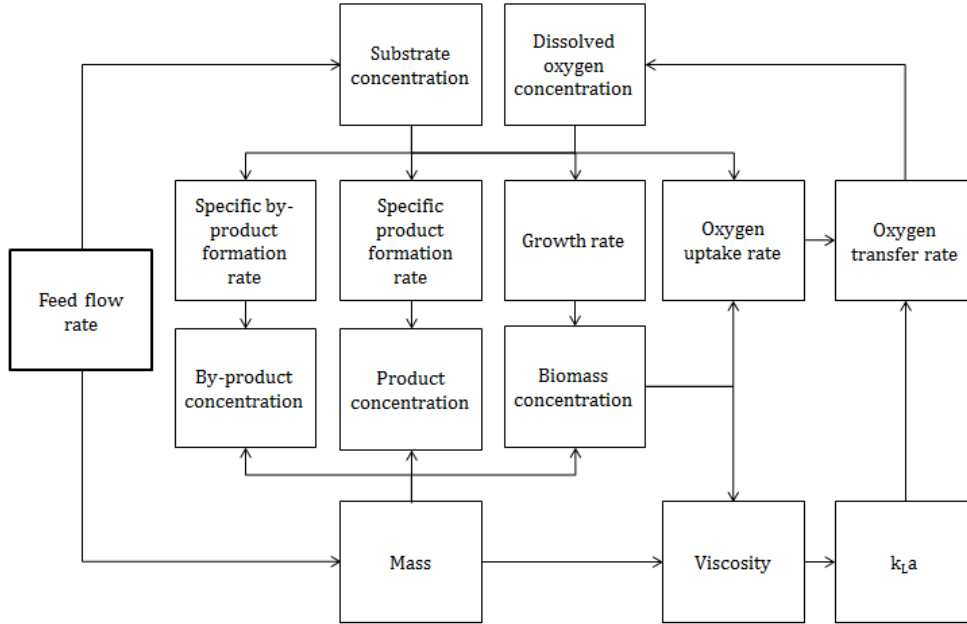 Substrate
concentration
Dissolved
oxygen
concentration
Specific by-
product
formation
rate
Specific
product
formation
rate
Growth rate
Oxygen
uptake rate
Oxygen
transfer rate
Feed flow
rate
By-product
concentration
Product
concentration
Biomass
concentration
Mass
Viscosity
kLa